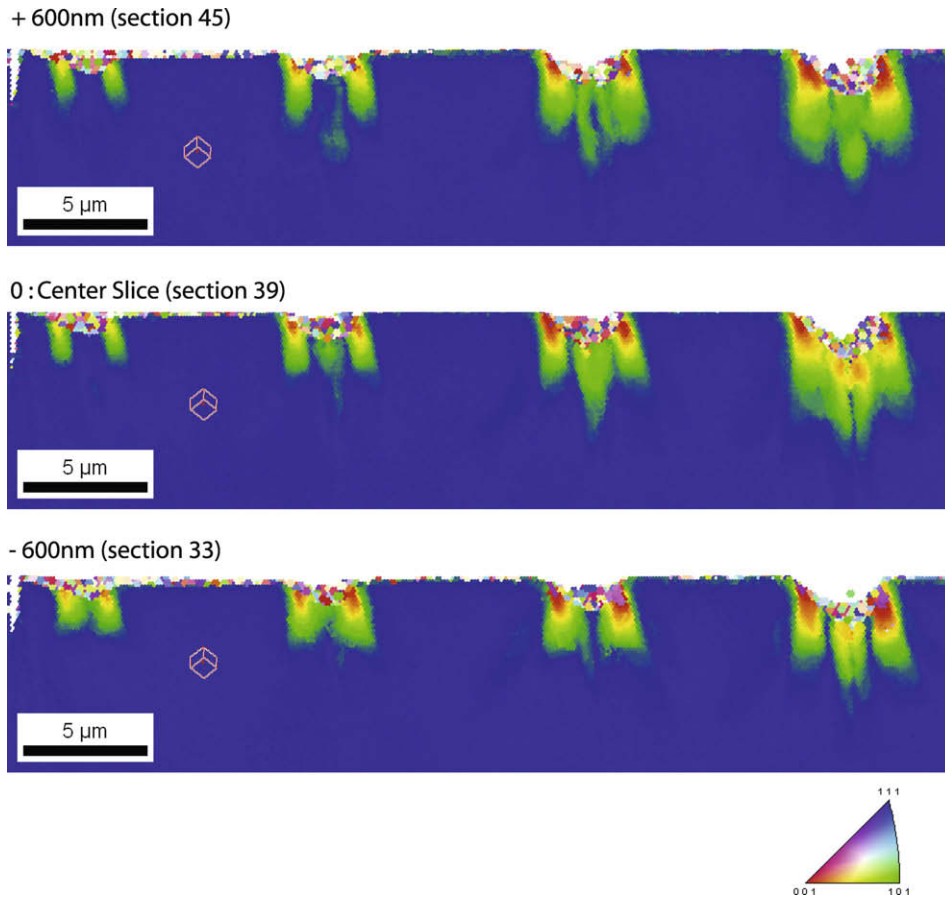 + 600nm (section 45)
5 μm
0 : Center Slice (section 39)
5 μm
- 600nm (section 33)
5 μm
1 1 1
0 0 1
1 0 1